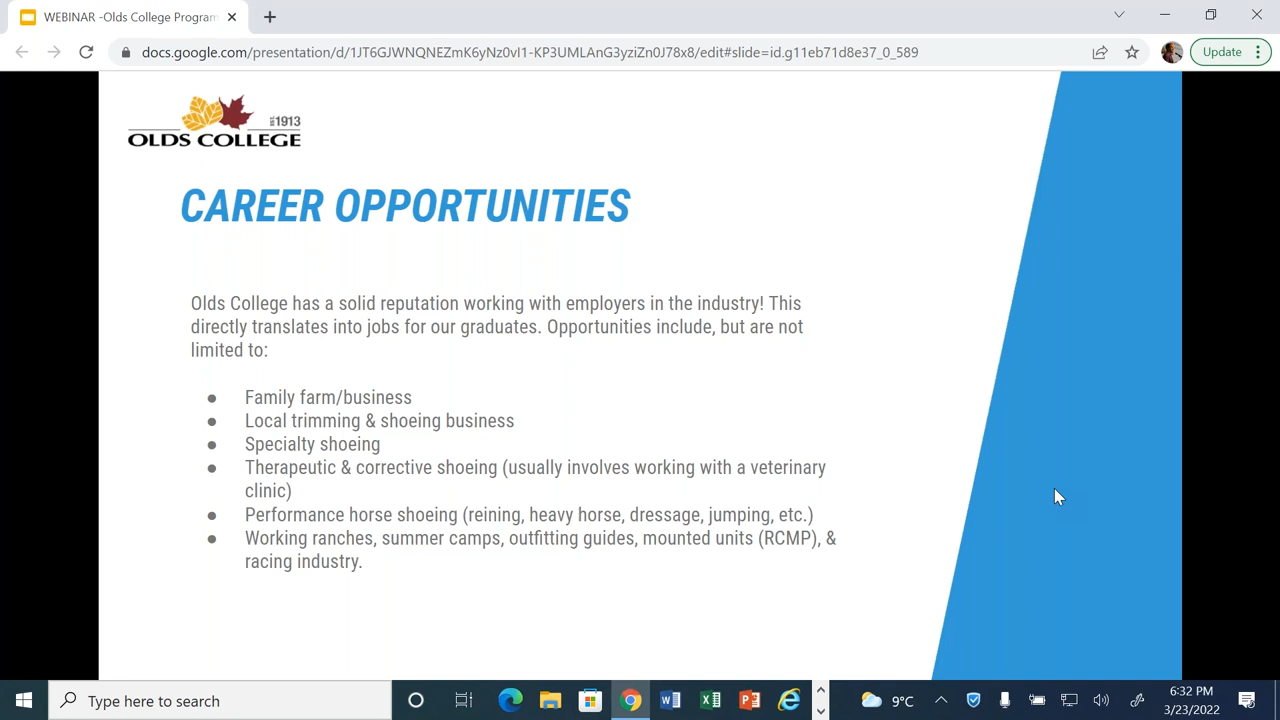 WEBINAR -Olds College Program
docs.google.com/presentation/d/1JT6GJWNQNEZmK6yNz0vI1-KP3UMLAnG3yziZn0J78x8/edit#slide=id.g11eb71d8e37_0_589
Update
EST. 1913
OLDS COLLEGE
CAREER OPPORTUNITIES
Olds College has a solid reputation working with employers in the industry! This
directly translates into jobs for our graduates. Opportunities include, but are not
limited to:
● Family farm/business
● Local trimming & shoeing business
● Specialty shoeing
● Therapeutic & corrective shoeing (usually involves working with a veterinary
clinic)
● Performance horse shoeing (reining, heavy horse, dressage, jumping, etc.)
● Working ranches, summer camps, outfitting guides, mounted units (RCMP), &
racing industry.
Type here to search
9°C
6:32 PM
3/23/2022